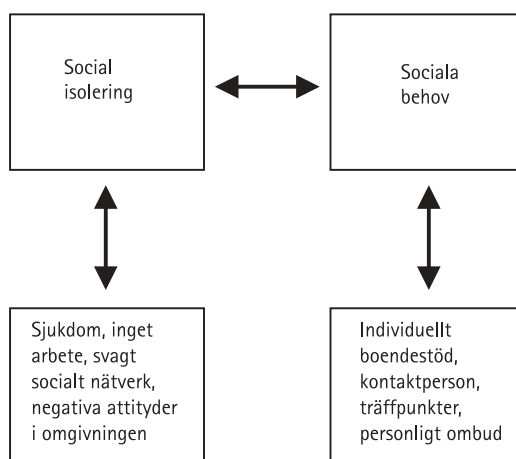 Social
isolering
Sociala
behov
Sjukdom, inget
arbete, svagt
socialt nätverk,
negativa attityder
i omgivningen
Individuellt
boendestöd,
kontaktperson,
träffpunkter,
personligt ombud